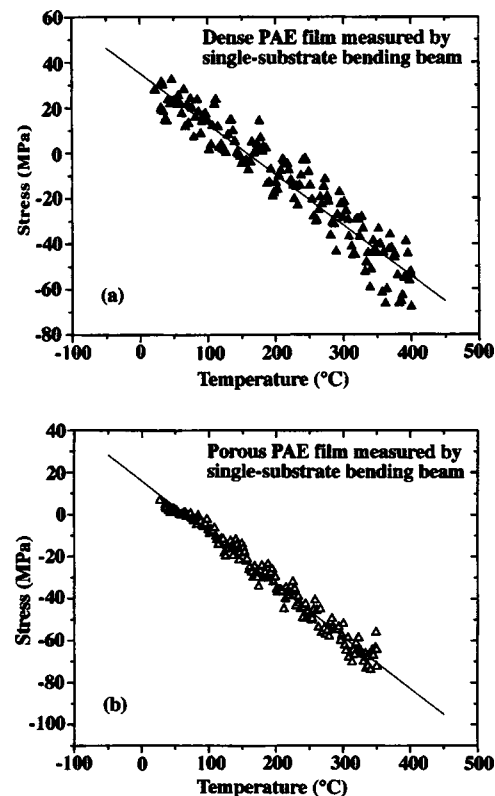 60
Dense PAE film measured by
single-substrate bending beam
40
20
0
-20
-40
-60
-80
Stress (MPa)
(a)
-100 0 100 200 300 400 500
Temperature (°C)
40
Porous PAE film measured by
single-substrate bending beam
20
0
-20
-40
-60
-80
-100
Stress (MPa)
(b)
-100 0 100 200 300 400 500
Temperature (°C)